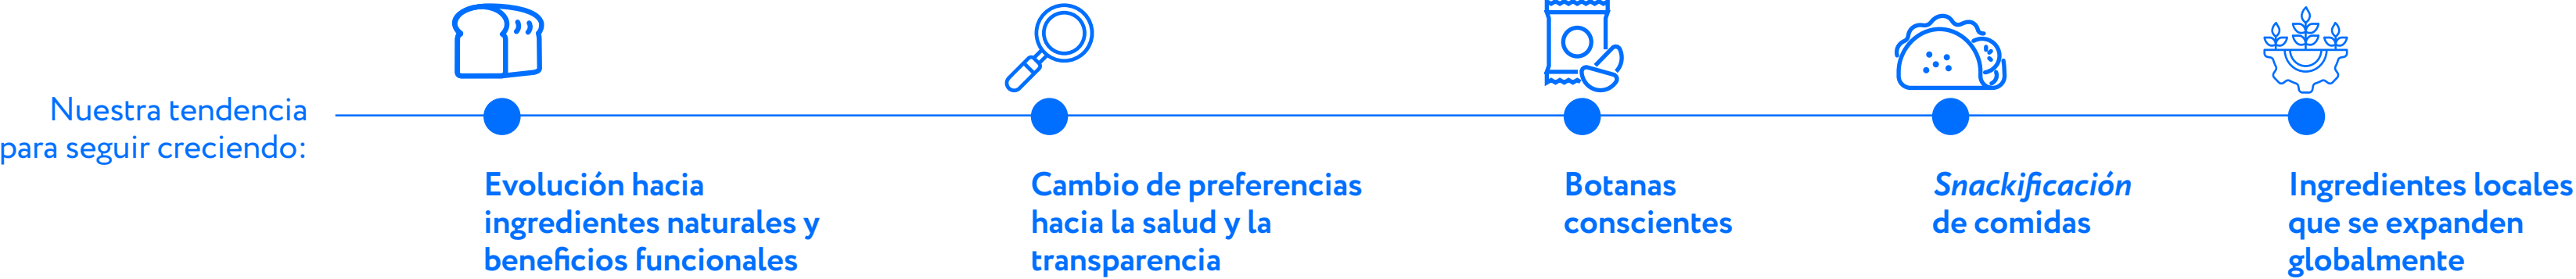 Nuestra tendencia
para seguir creciendo:
Evolución hacia
ingredientes naturales y
beneficios funcionales
Cambio de preferencias
hacia la salud y la
transparencia
Botanas
conscientes
Snackificación
de comidas
Ingredientes locales
que se expanden
globalmente